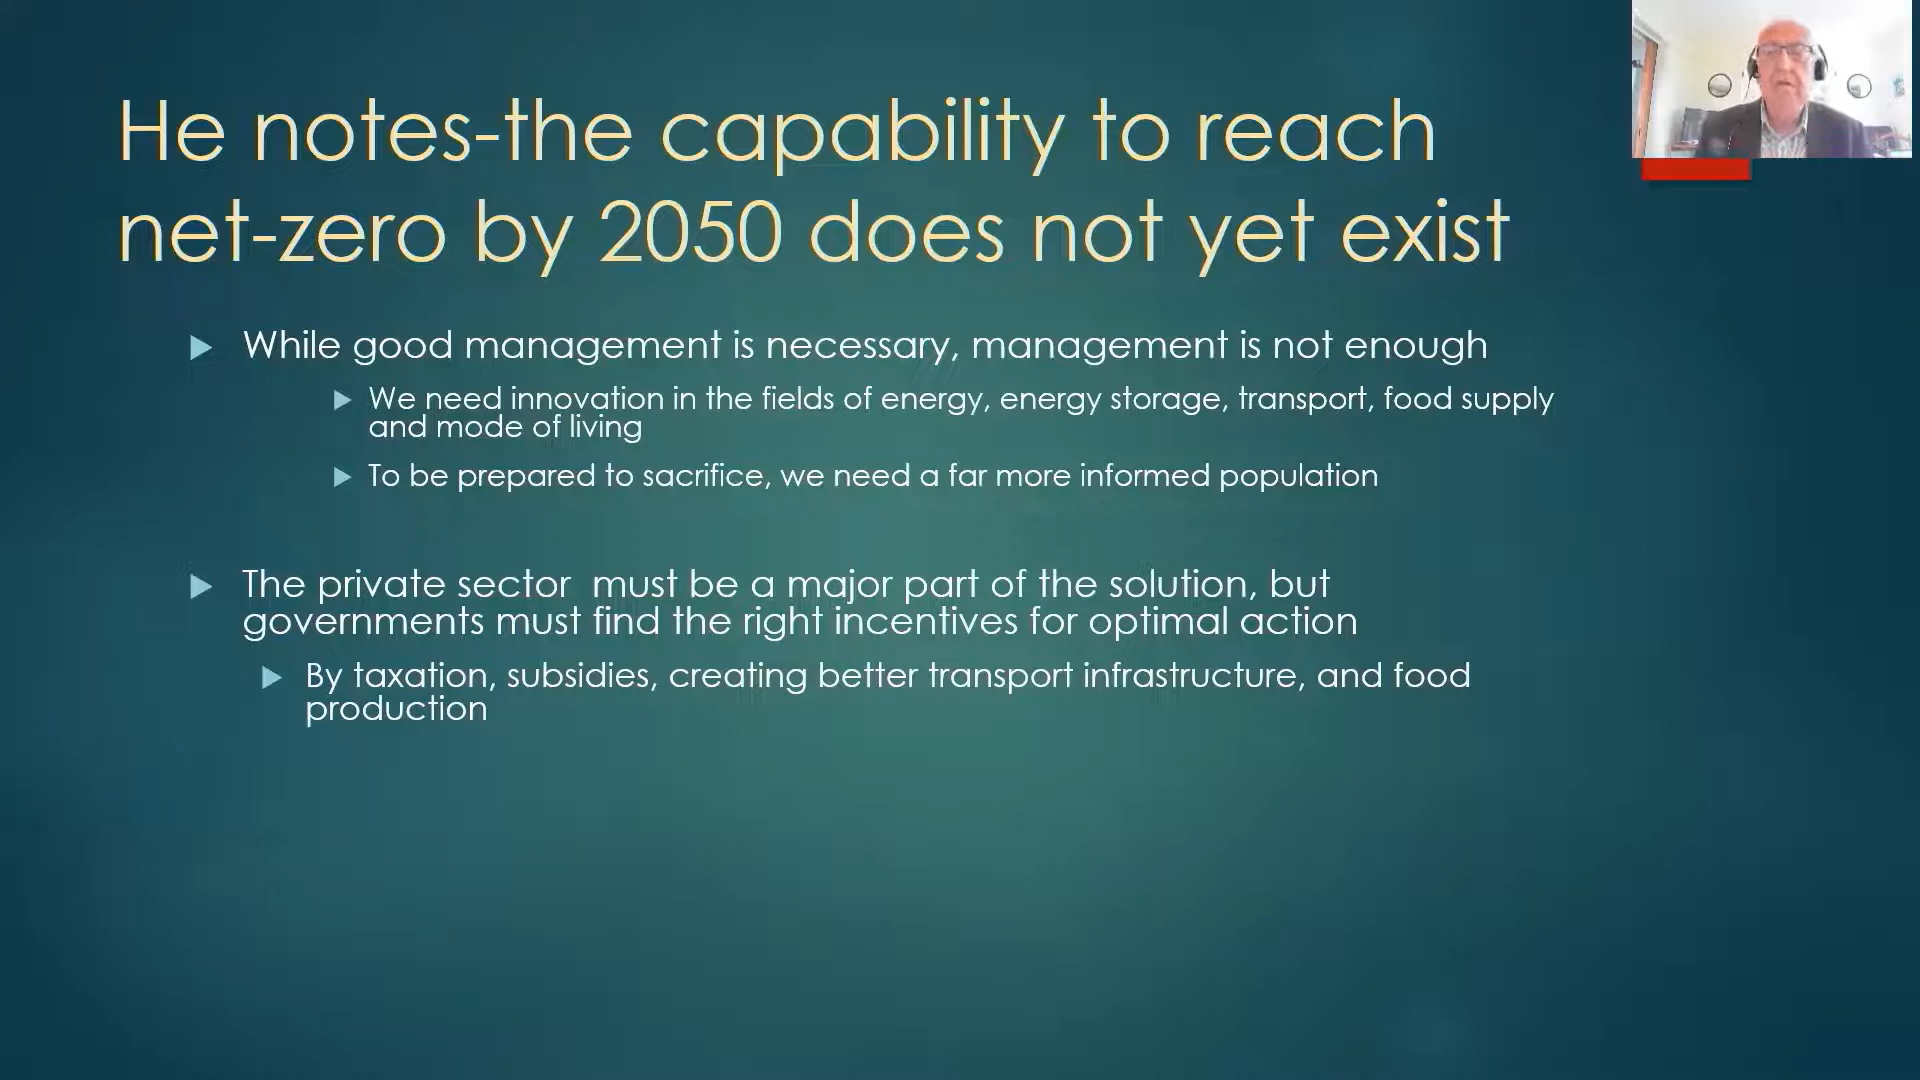 He notes-the capability to reach
net-zero by 2050 does not yet exist
While good management is necessary, management is not enough
We need innovation in the fields of energy, energy storage, transport, food supply
and mode of living
To be prepared to sacrifice, we need a far more informed population
The private sector  must be a major part of the solution, but
governments must find the right incentives for optimal action
By taxation, subsidies, creating better transport infrastructure, and food
production